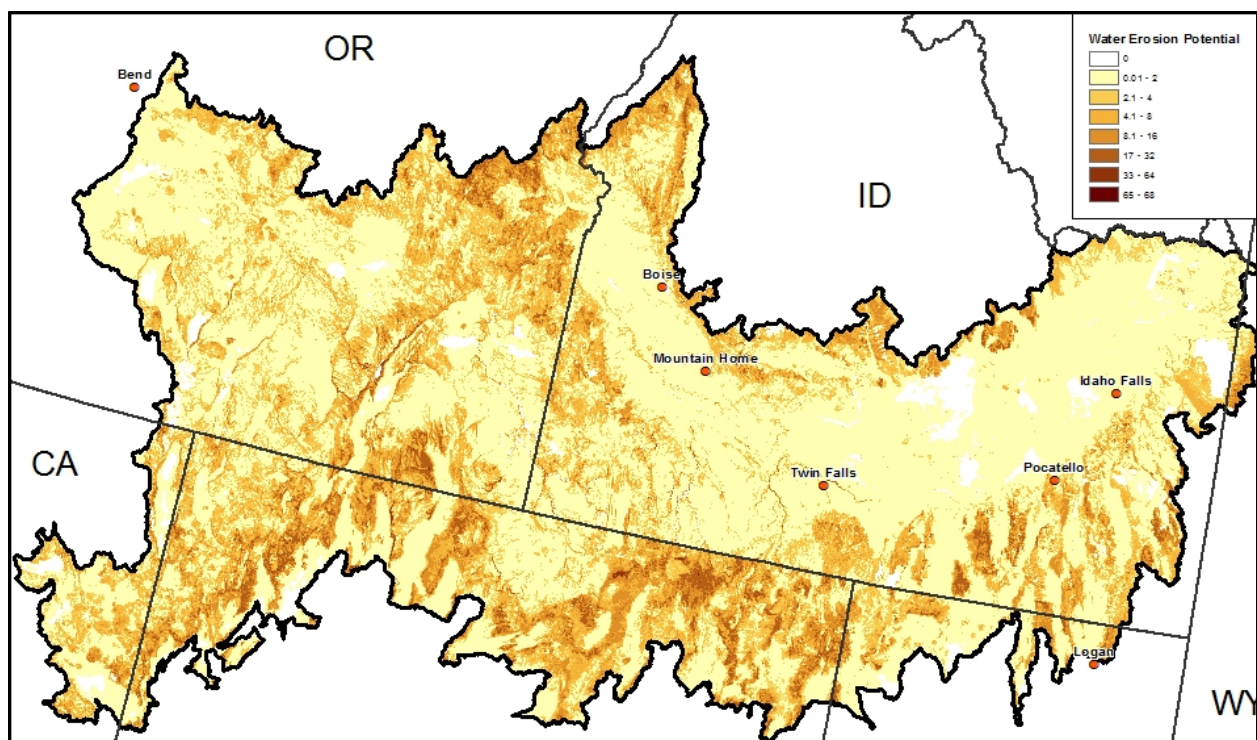 OR
Bend
Water Erosion Potential
0
0.01 - 2
2.1 - 4
4.1 - 8
8.1 - 16
17 - 32
33 - 64
65 - 68
ID
Boise
Mountain Home
Idaho Falls
CA
Twin Falls
Pocatello
Logan
WY